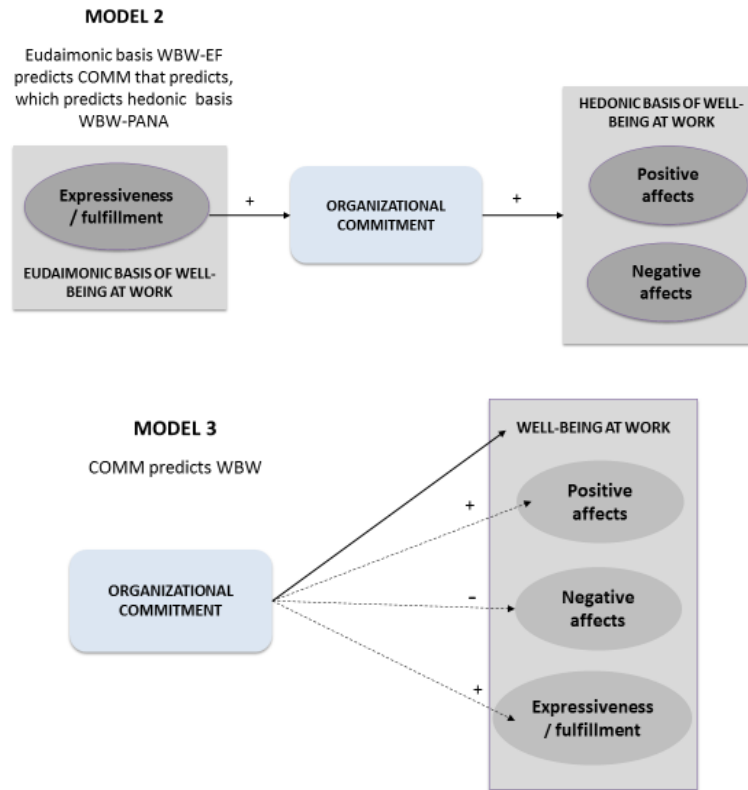 MODEL 2
Eudaimonic basis WBW-EF
predicts COMM that predicts,
which predicts hedonic basis
WBW-PANA
Expressiveness
/ fulfillment
EUDAIMONIC BASIS OF WELL-
BEING AT WORK
+
ORGANIZATIONAL
COMMITMENT
+
HEDONIC BASIS OF WELL-
BEING AT WORK
Positive
affects
Negative
affects
MODEL 3
COMM predicts WBW
ORGANIZATIONAL
COMMITMENT
+
–
+
WELL-BEING AT WORK
Positive
affects
Negative
affects
Expressiveness
/ fulfillment